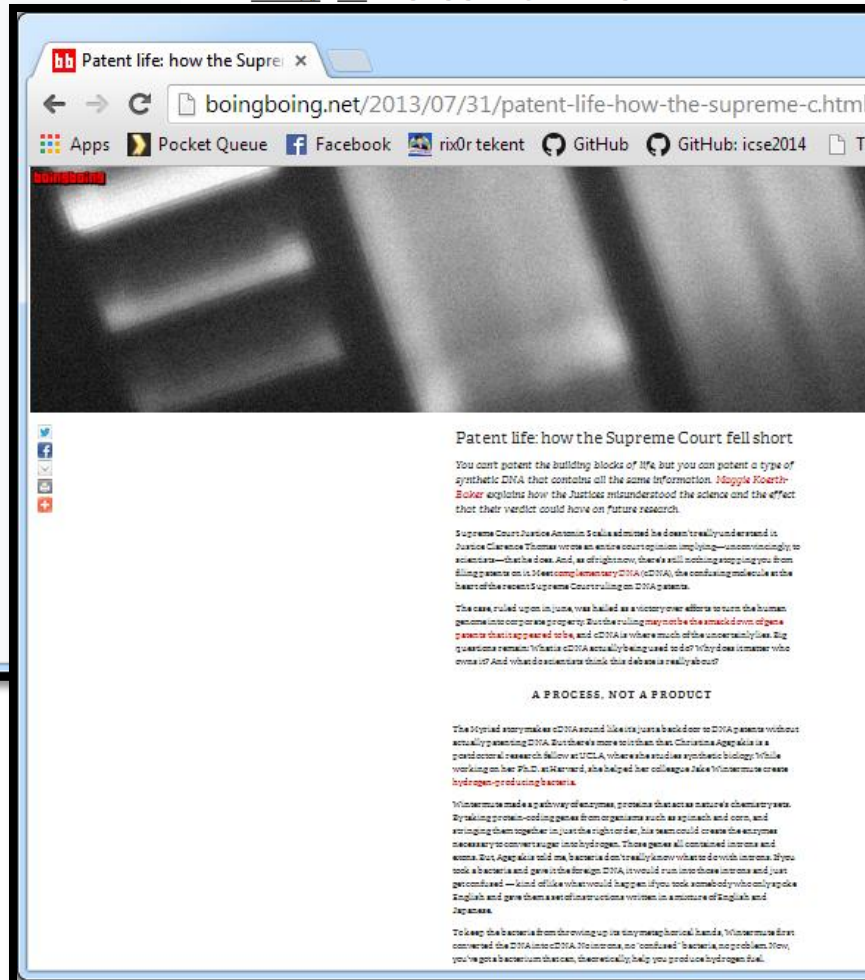 Patent life: how the Supre
boingboing.net/2013/07/31/patent-life-how-the-supreme-c.html
Apps Pocket Queue Facebook rix0r tekent GitHub GitHub: icse2014 T
boingboing
Patent life: how the Supreme Court fell short
You can't patent the building blocks of life, but you can patent a type of
synthetic DNA that contains all the same information. Maggie Koerth-
Baker explains how the Justices misunderstood the science and the effect
that their verdict could have on future research.
Supreme Court Justice Antonin Scalia admitted he doesn't really understand it.
Justice Clarence Thomas wrote an entire court opinion implying—unconvincingly, to
scientists—that he does. And, as of right now, there's still nothing stopping you from
filing patents on it. Meet complementary DNA (cDNA), the confusing molecule at the
heart of the recent Supreme Court ruling on DNA patents.
The case, ruled upon in june, was hailed as a victory over efforts to turn the human
genome into corporate property. But the ruling may not be the smackdown of gene
patents that it appeared to be, and cDNA is where much of the uncertainly lies. Big
questions remain: What is cDNA actually being used to do? Why does it matter who
owns it? And what do scientists think this debate is really about?
A PROCESS, NOT A PRODUCT
The Myriad story makes cDNA sound like it's just a backdoor to DNA patents without
actually patenting DNA. But there's more to it than that. Christina Agapakis is a
postdoctoral research fellow at UCLA, where she studies synthetic biology. While
working on her Ph.D. at Harvard, she helped her colleague Jake Wintermute create
hydrogen-producing bacteria.
Wintermute made a pathway of enzymes, proteins that act as nature's chemistry sets.
By taking protein-coding genes from organisms such as spinach and corn, and
stringing them together in just the right order, his team could create the enzymes
necessary to convert sugar into hydrogen. Those genes all contained introns and
exons. But, Agapakis told me, bacteria don't really know what to do with introns. If you
took a bacteria and gave it the foreign DNA, it would run into those introns and just
get confused — kind of like what would happen if you took somebody who only spoke
English and gave them a set of instructions written in a mixture of English and
Japanese.
To keep the bacteria from throwing up its tiny metaphorical hands, Wintermute first
converted the DNA into cDNA. No introns, no "confused" bacteria, no problem. Now,
you've got a bacterium that can, theoretically, help you produce hydrogen fuel.